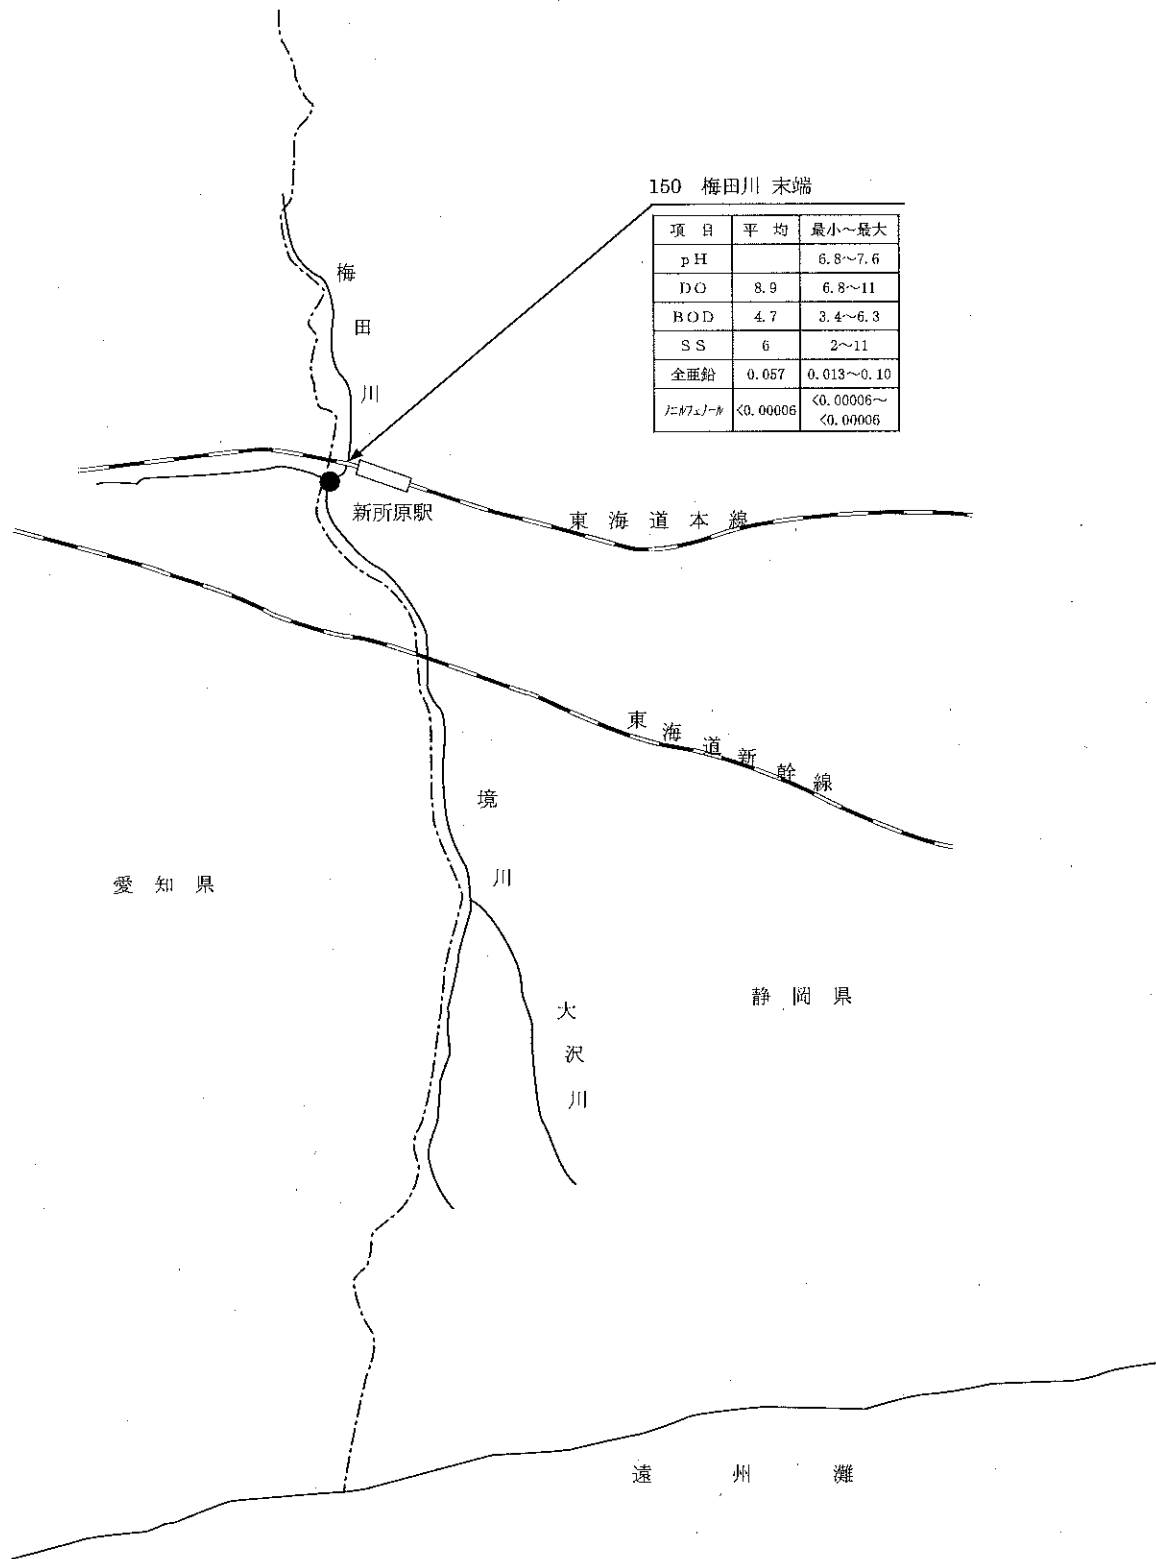 150 梅田川 末端
項目 平均 最小～最大
pH 6.8～7.6
DO 8.9 6.8～11
BOD 4.7 3.4～6.3
SS 6 2～11
全亜鉛 0.057 0.013～0.10
ノニルフェノール <0.00006 <0.00006～
<0.00006
梅田川
新所原駅
東海道本線
東海道新幹線
境川
愛知県
静岡県
大沢川
遠州灘